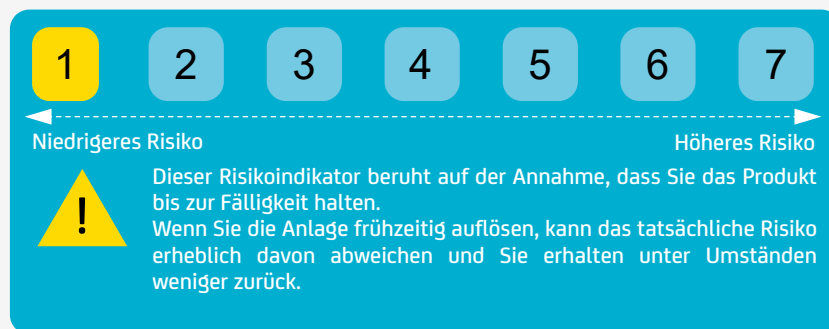 1 2 3 4 5 6 7
Niedrigeres Risiko Höheres Risiko
!
Dieser Risikoindikator beruht auf der Annahme, dass Sie das Produkt
bis zur Fälligkeit halten.
Wenn Sie die Anlage frühzeitig auflösen, kann das tatsächliche Risiko
erheblich davon abweichen und Sie erhalten unter Umständen
weniger zurück.